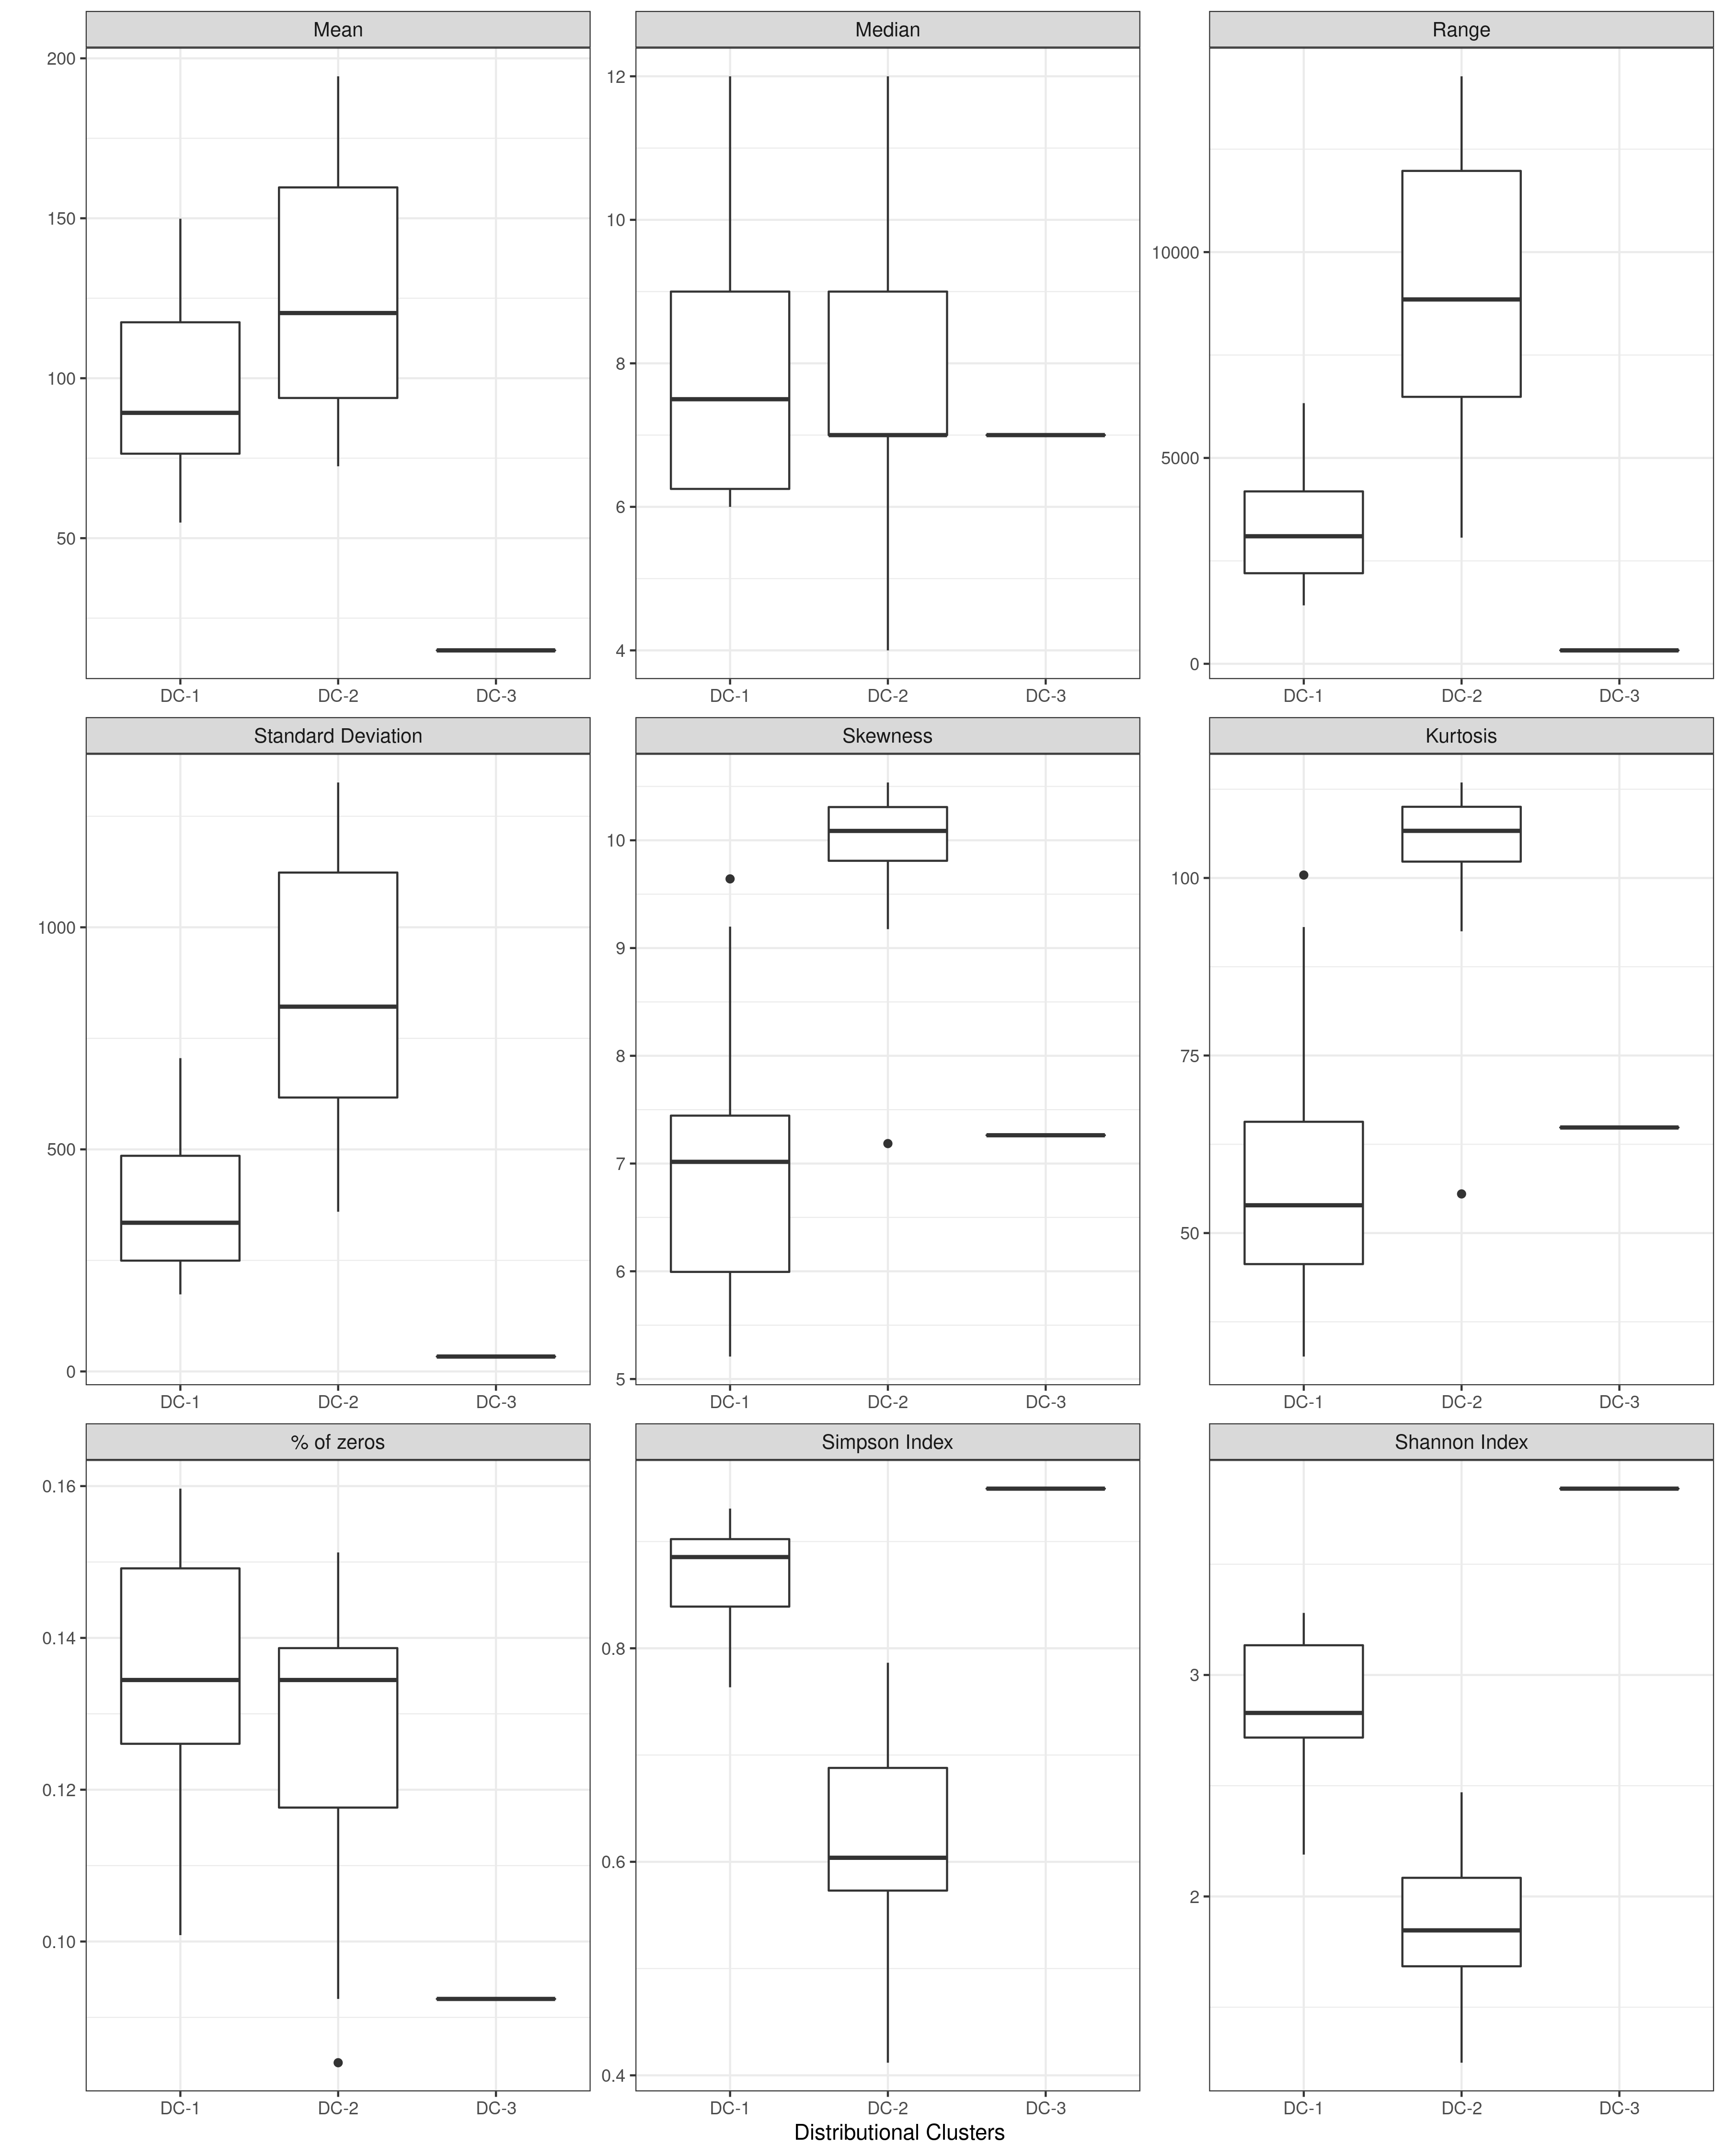 Mean
Median
Range
200
150
100
50
12
10
8
6
4
10000
5000
0
DC-1 DC-2 DC-3
DC-1 DC-2 DC-3
DC-1 DC-2 DC-3
Standard Deviation
Skewness
Kurtosis
1000
500
0
10
9
8
7
6
5
100
75
50
DC-1 DC-2 DC-3
DC-1 DC-2 DC-3
DC-1 DC-2 DC-3
% of zeros
Simpson Index
Shannon Index
0.16
0.14
0.12
0.10
0.8
0.6
0.4
3
2
DC-1 DC-2 DC-3
DC-1 DC-2 DC-3
DC-1 DC-2 DC-3
Distributional Clusters